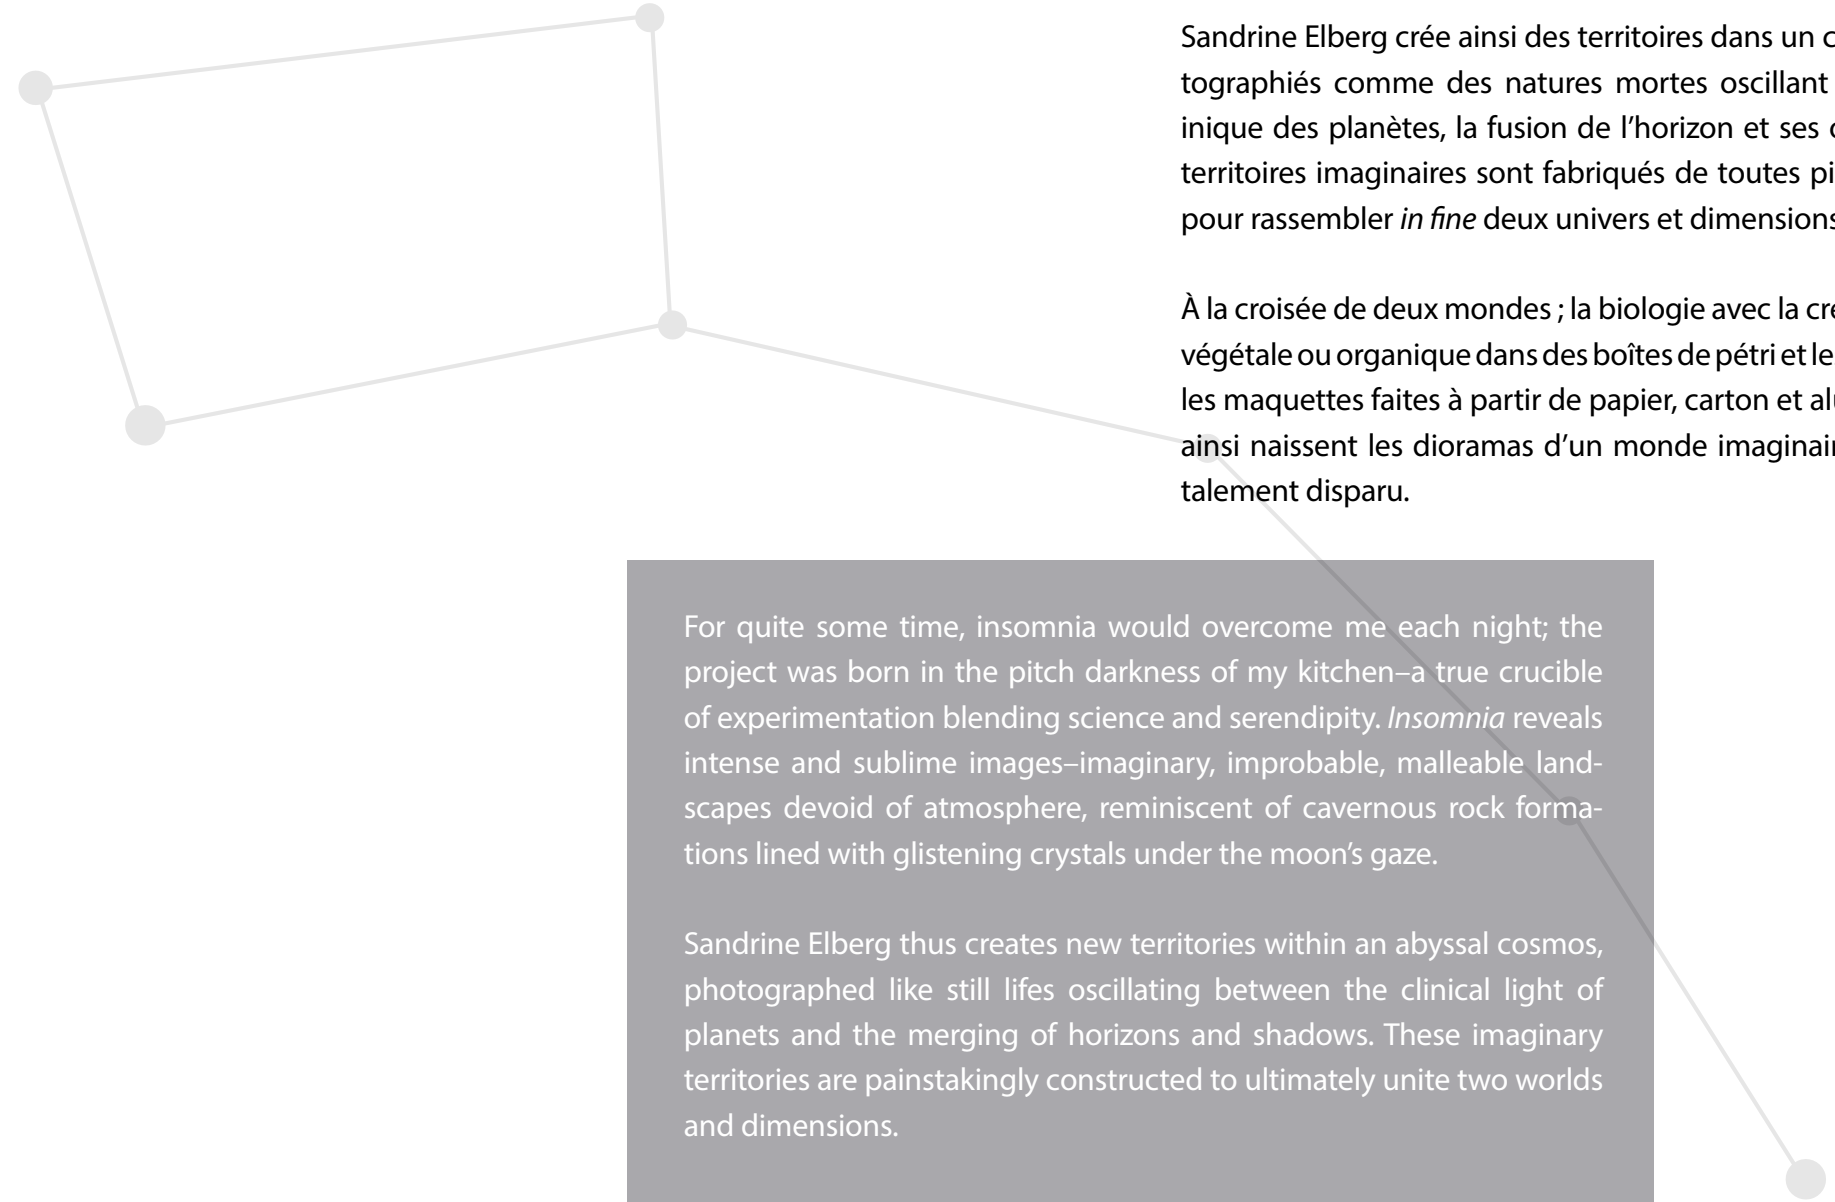 Sandrine Elberg crée ainsi des territoires dans un
tographiés comme des natures mortes oscillant
inique des planètes, la fusion de l’horizon et ses
territoires imaginaires sont fabriqués de toutes
pour rassembler in fine deux univers et dimensions
À la croisée de deux mondes ; la biologie avec la
végétale ou organique dans des boîtes de pétri et
les maquettes faites à partir de papier, carton et
ainsi naissent les dioramas d’un monde
talement disparu.
For quite some time, insomnia would overcome me each night; the
project was born in the pitch darkness of my kitchen–a true crucible
of experimentation blending science and serendipity. Insomnia reveals
intense and sublime images–imaginary, improbable, malleable land-
scapes devoid of atmosphere, reminiscent of cavernous rock forma-
tions lined with glistening crystals under the moon’s gaze.
Sandrine Elberg thus creates new territories within an abyssal cosmos,
photographed like still lifes oscillating between the clinical light of
planets and the merging of horizons and shadows. These imaginary
territories are painstakingly constructed to ultimately unite two worlds
and dimensions.